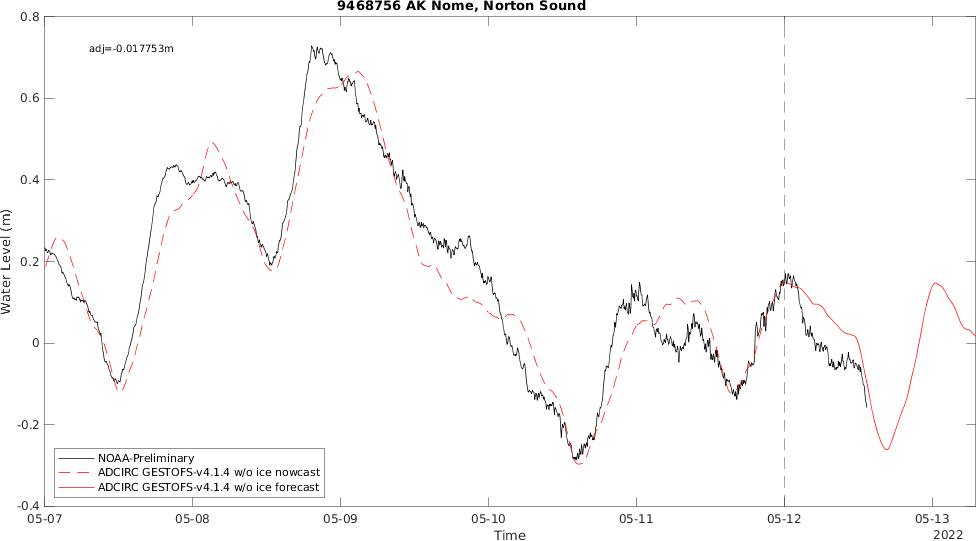 9468756 AK Nome, Norton Sound
adj=-0.017753m
Water Level (m)
0.8
0.6
0.4
0.2
0
-0.2
-0.4
NOAA-Preliminary
ADCIRC GESTOFS-v4.1.4 w/o ice nowcast
ADCIRC GESTOFS-v4.1.4 w/o ice forecast
05-07 05-08 05-09 05-10 05-11 05-12 05-13
Time
2022